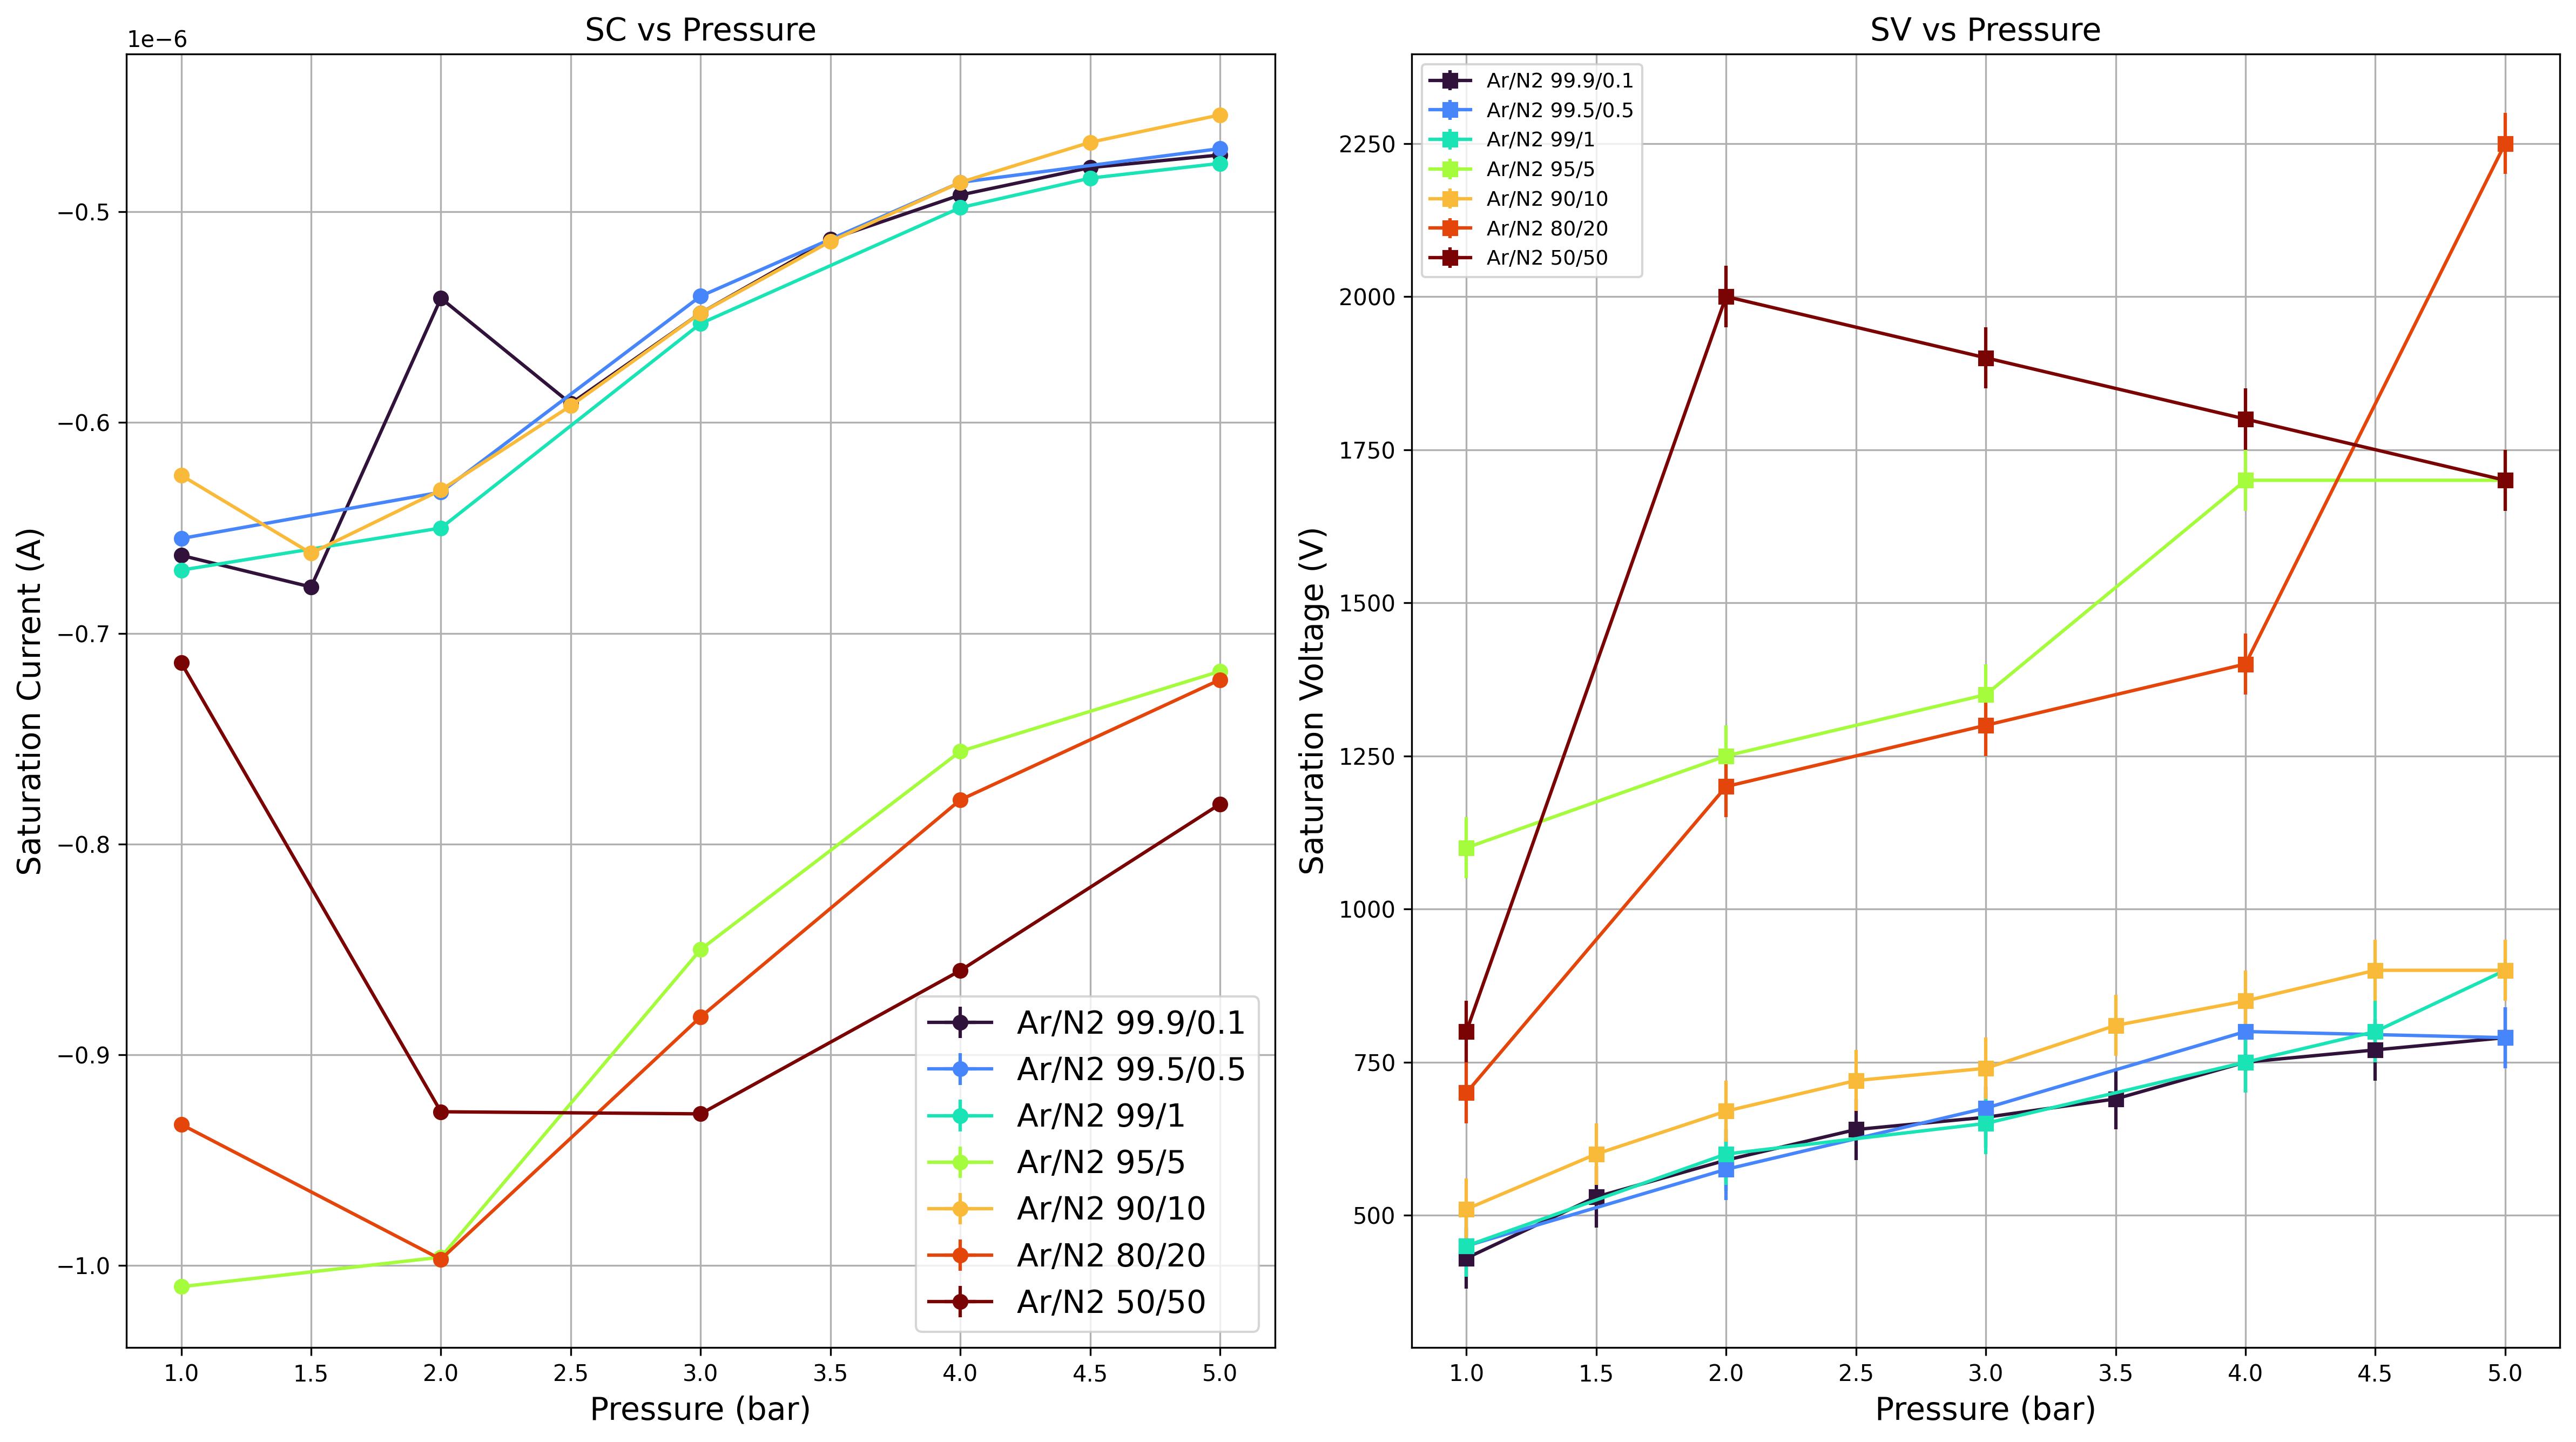 SC vs Pressure
1e−6
−0.5
−0.6
−0.7
−0.8
−0.9
−1.0
Saturation Current (A)
1.0 1.5 2.0 2.5 3.0 3.5 4.0 4.5 5.0
Pressure (bar)
Ar/N2 99.9/0.1
Ar/N2 99.5/0.5
Ar/N2 99/1
Ar/N2 95/5
Ar/N2 90/10
Ar/N2 80/20
Ar/N2 50/50
SV vs Pressure
Ar/N2 99.9/0.1
Ar/N2 99.5/0.5
Ar/N2 99/1
Ar/N2 95/5
Ar/N2 90/10
Ar/N2 80/20
Ar/N2 50/50
2250
2000
1750
1500
1250
1000
750
500
Saturation Voltage (V)
1.0 1.5 2.0 2.5 3.0 3.5 4.0 4.5 5.0
Pressure (bar)